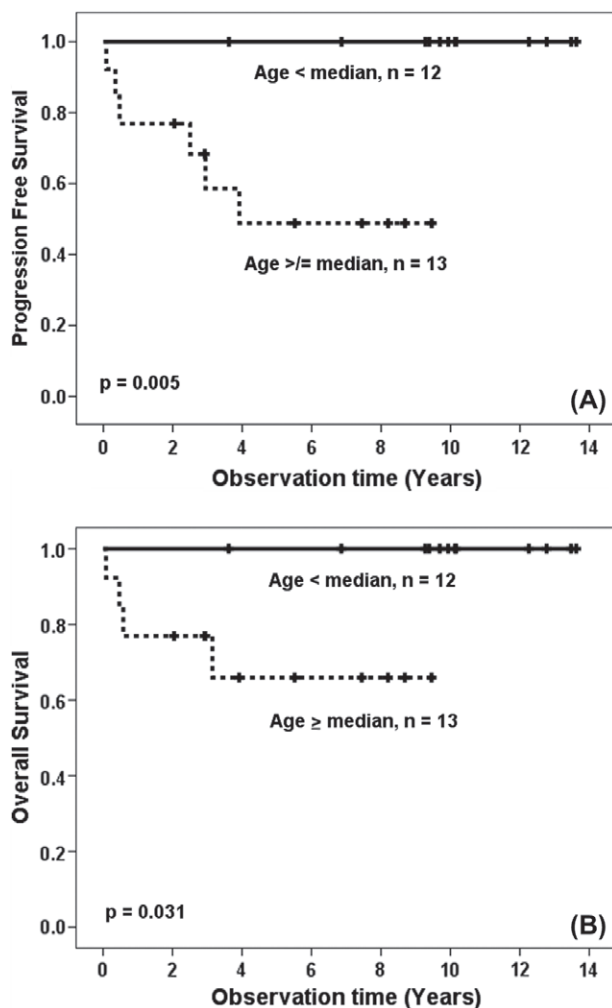 1.0
0.8
0.6
0.4
0.2
0.0
Progression Free Survival
Age < median, n = 12
Age >/= median, n = 13
p = 0.005
(A)
0 2 4 6 8 10 12 14
Observation time (Years)
1.0
0.8
0.6
0.4
0.2
0.0
Overall Survival
Age < median, n = 12
Age ≥ median, n = 13
p = 0.031
(B)
0 2 4 6 8 10 12 14
Observation time (Years)